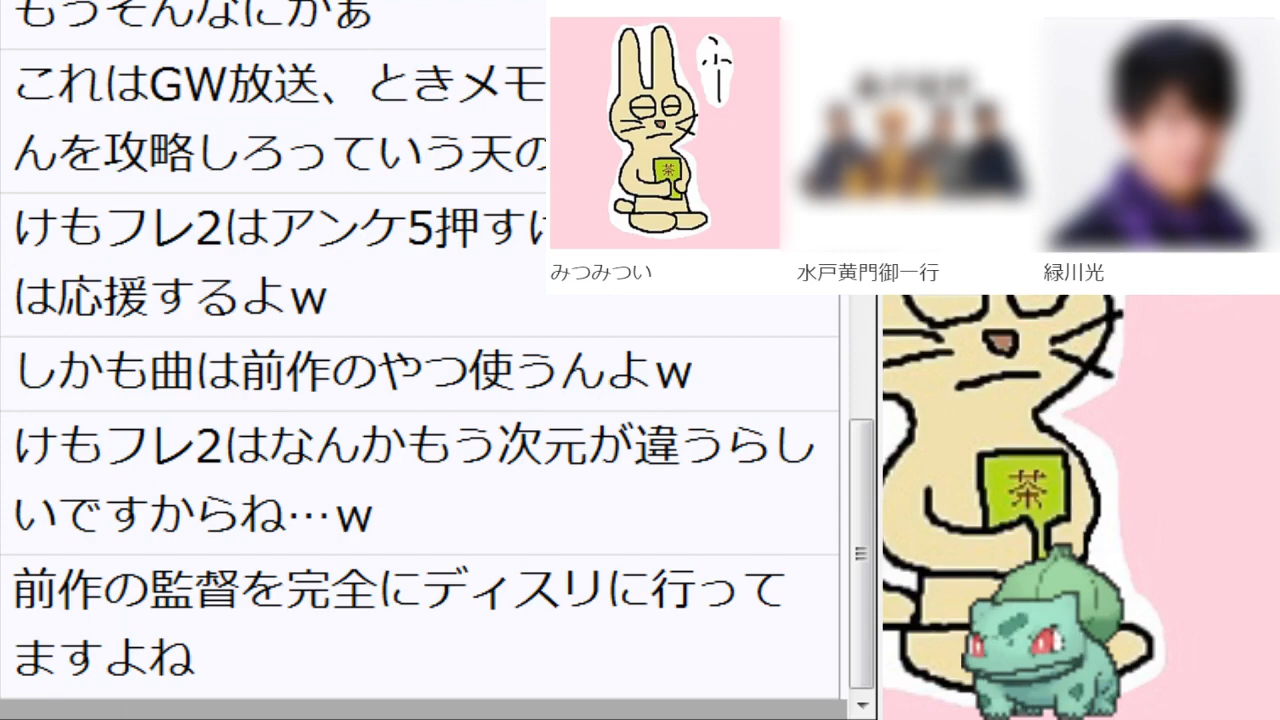 もうそんなにかぁ
これはGW放送、ときメモ
んを攻略しろっていう天の
けもフレ2はアンケ5押すけ
は応援するよw
しかも曲は前作のやつ使うんよw
けもフレ2はなんかもう次元が違うらし
いですからね…w
前作の監督を完全にディスリに行って
ますよね
ふー
茶
みつみつい
水戸黄門御一行
緑川光
茶